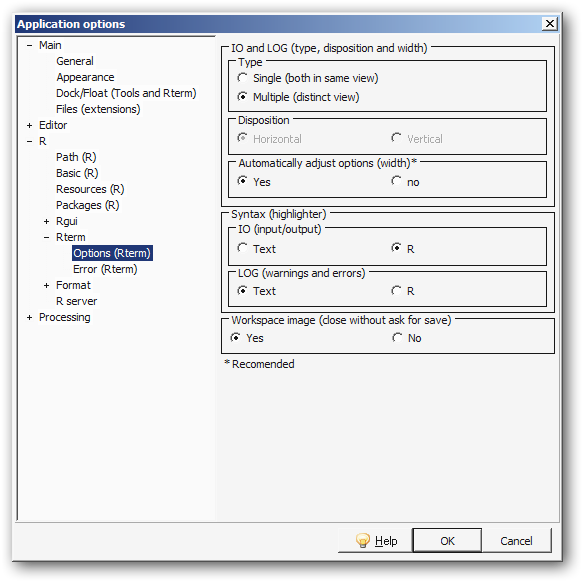 Application options
− Main
General
Appearance
Dock/Float (Tools and Rterm)
Files (extensions)
+ Editor
− R
Path (R)
Basic (R)
Resources (R)
Packages (R)
+ Rgui
− Rterm
Options (Rterm)
Error (Rterm)
+ Format
R server
+ Processing
IO and LOG (type, disposition and width)
Type
Single (both in same view)
Multiple (distinct view)
Disposition
Horizontal Vertical
Automatically adjust options (width)*
Yes no
Syntax (highlighter)
IO (input/output)
Text R
LOG (warnings and errors)
Text R
Workspace image (close without ask for save)
Yes No
* Recomended
Help OK Cancel